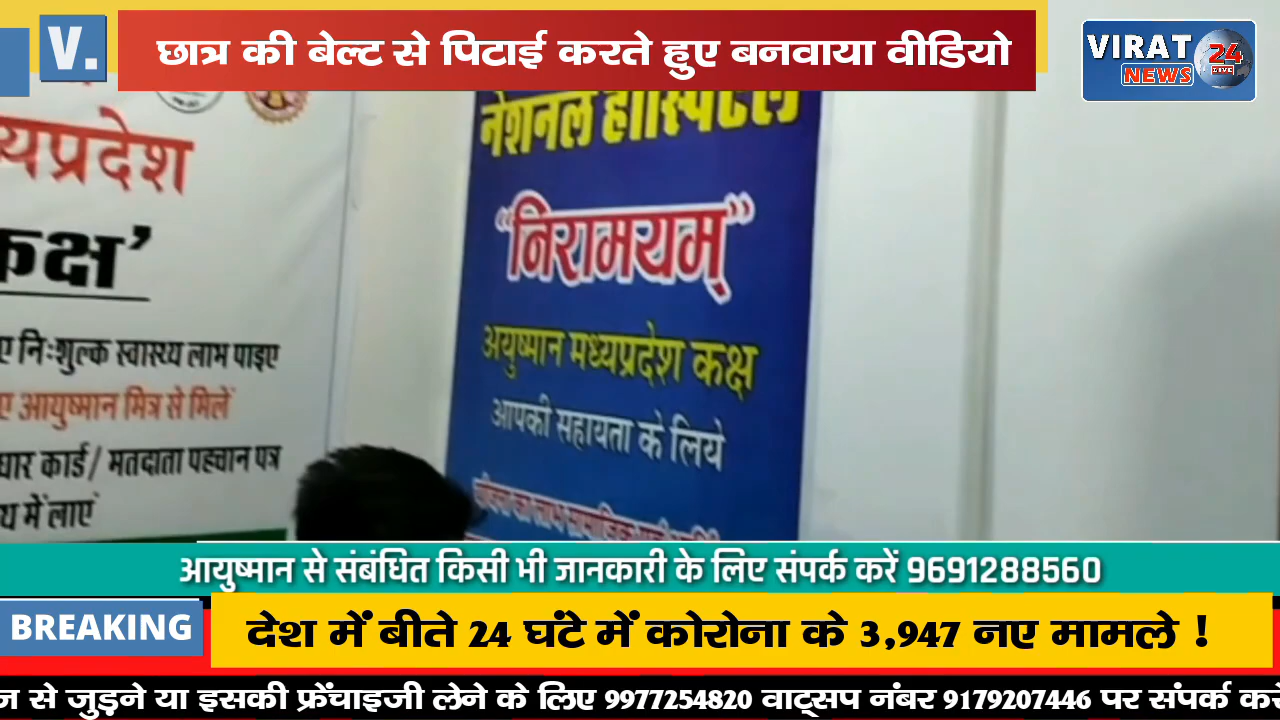 V.
छात्र की बेल्ट से पिटाई करते हुए बनवाया वीडियो
VIRAT 24
NEWS LIVE
यप्रदेश
कक्ष’
ए निःशुल्क स्वास्थ्य लाभ पाइए
ए आयुष्मान मित्र से मिलें
धार कार्ड/ मतदाता पहचान पत्र
थ में लाएं
नेशनल हॉस्पिटल
“निरामयम्”
अयुष्मान मध्यप्रदेश कक्ष
आपकी सहायता के लिये
आयुष्मान से संबंधित किसी भी जानकारी के लिए संपर्क करें 9691288560
BREAKING
देश में बीते 24 घंटे में कोरोना के 3,947 नए मामले !
न से जुड़ने या इसकी फ्रेंचाइजी लेने के लिए 9977254820 वाट्सप नंबर 9179207446 पर संपर्क करें